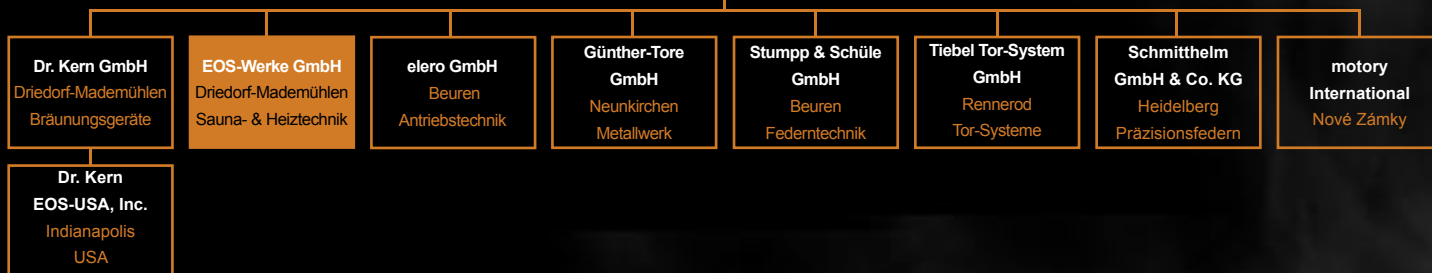 Dr. Kern GmbH
Driedorf-Mademühlen
Bräunungsgeräte
EOS-Werke GmbH
Driedorf-Mademühlen
Sauna- & Heiztechnik
elero GmbH
Beuren
Antriebstechnik
Günther-Tore
GmbH
Neunkirchen
Metallwerk
Stumpp & Schüle
GmbH
Beuren
Federntechnik
Tiebel Tor-System
GmbH
Rennerod
Tor-Systeme
Schmitthelm
GmbH & Co. KG
Heidelberg
Präzisionsfedern
motory
International
Nové Zámky
Dr. Kern
EOS-USA, Inc.
Indianapolis
USA